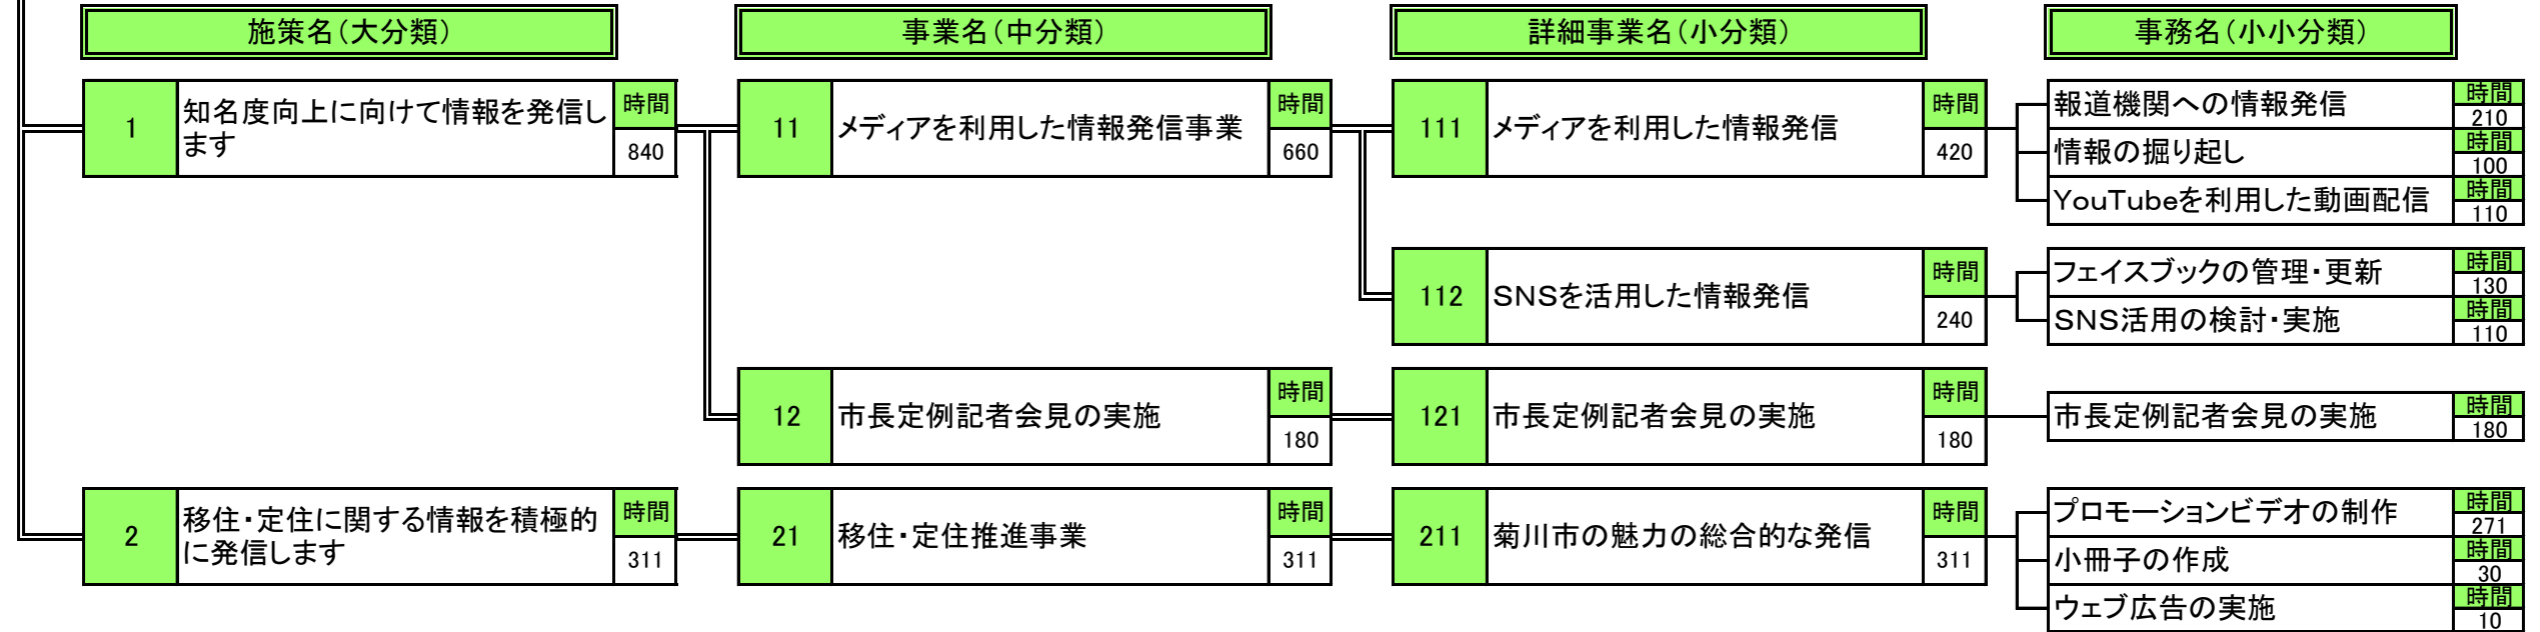 施策名（大分類）
事業名（中分類）
詳細事業名（小分類）
事務名（小小分類）
1
知名度向上に向けて情報を発信し
ます
時間
840
11
メディアを利用した情報発信事業
時間
660
111
メディアを利用した情報発信
時間
420
報道機関への情報発信
時間
210
情報の掘り起し
時間
100
YouTubeを利用した動画配信
時間
110
112
SNSを活用した情報発信
時間
240
フェイスブックの管理・更新
時間
130
SNS活用の検討・実施
時間
110
12
市長定例記者会見の実施
時間
180
121
市長定例記者会見の実施
時間
180
市長定例記者会見の実施
時間
180
2
移住・定住に関する情報を積極的
に発信します
時間
311
21
移住・定住推進事業
時間
311
211
菊川市の魅力の総合的な発信
時間
311
プロモーションビデオの制作
時間
271
小冊子の作成
時間
30
ウェブ広告の実施
時間
10